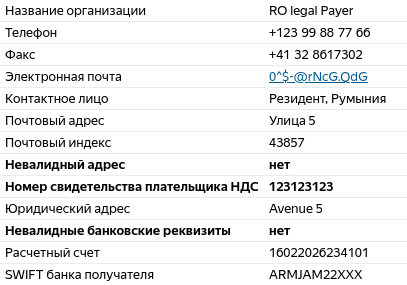 Название организации RO legal Payer
Телефон +123 99 88 77 66
Факс +41 32 8617302
Электронная почта 0^$-@rNcG.QdG
Контактное лицо Резидент, Румыния
Почтовый адрес Улица 5
Почтовый индекс 43857
Невалидный адрес нет
Номер свидетельства плательщика НДС 123123123
Юридический адрес Avenue 5
Невалидные банковские реквизиты нет
Расчетный счет 16022026234101
SWIFT банка получателя ARMJAM22XXX